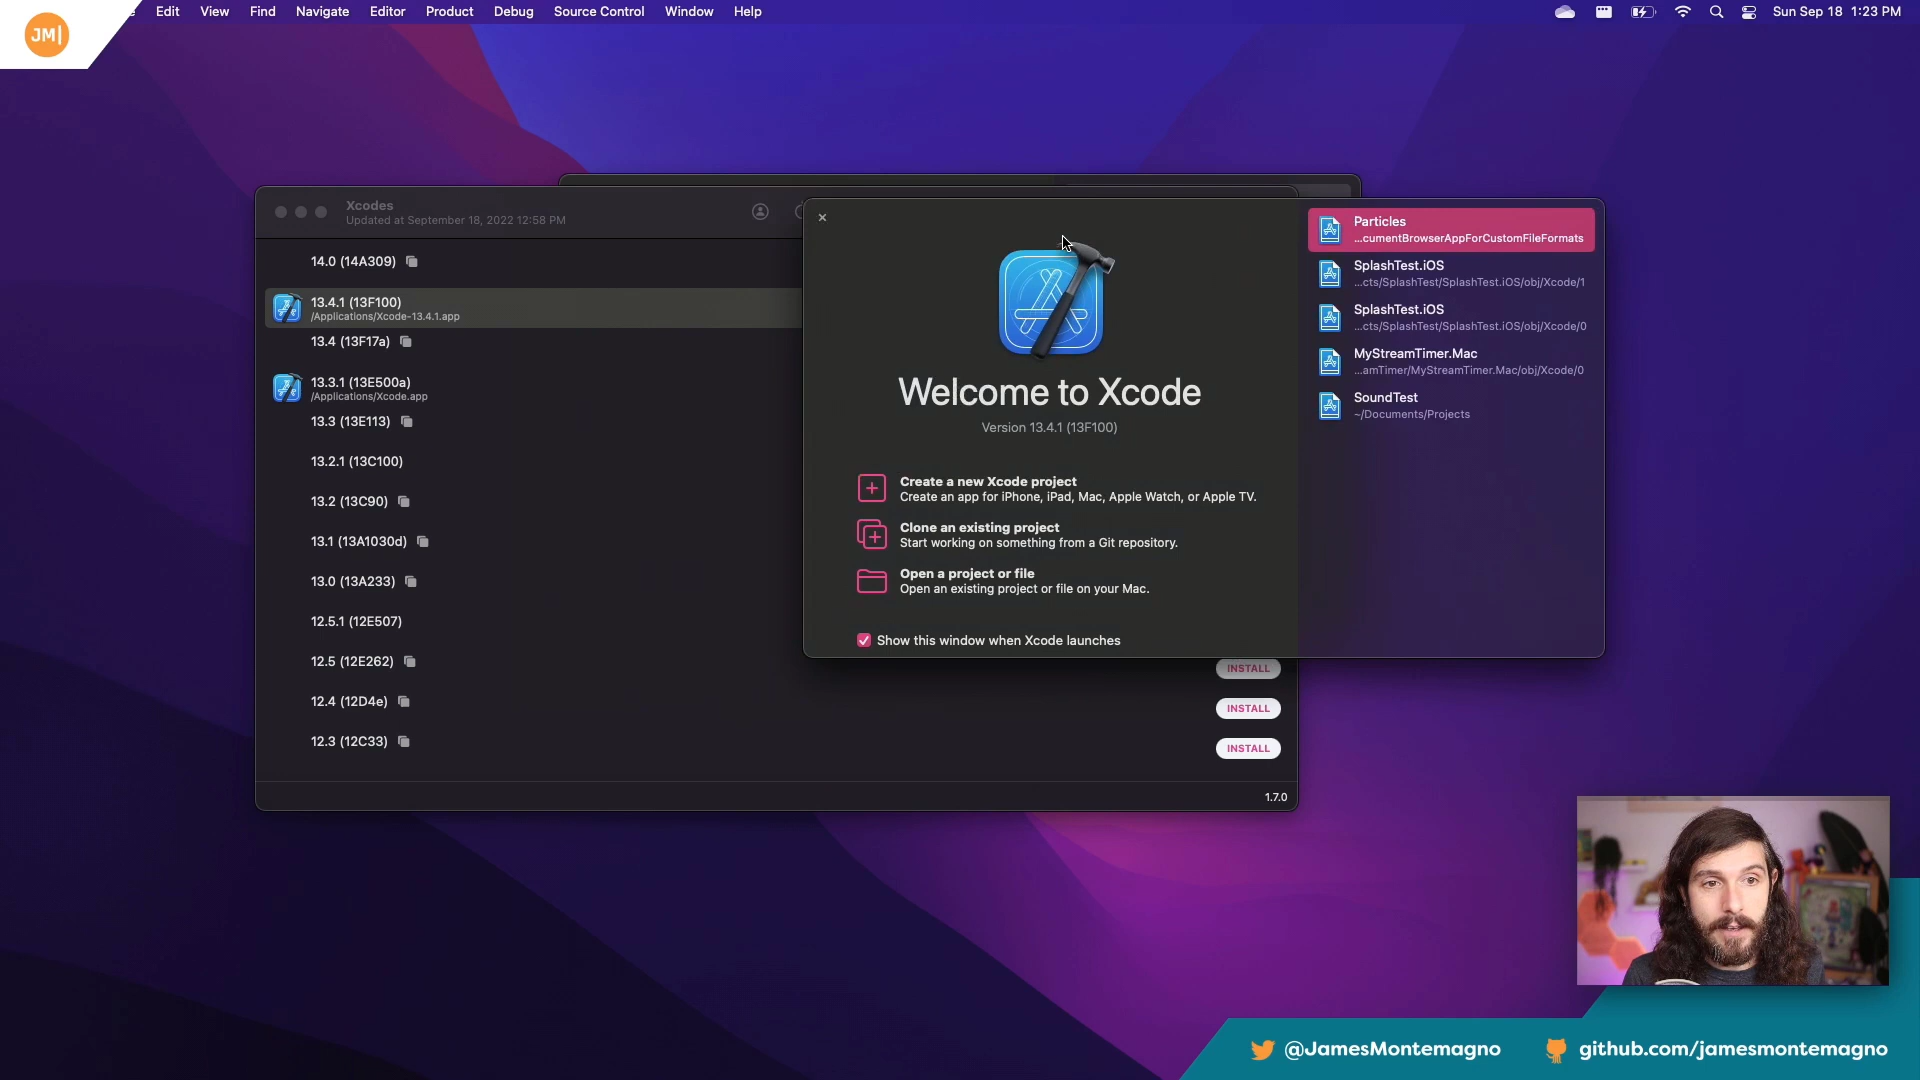 JM|
Edit View Find Navigate Editor Product Debug Source Control Window Help
Sun Sep 18 1:23 PM
Xcodes
Updated at September 18, 2022 12:58 PM
14.0 (14A309)
13.4.1 (13F100)
/Applications/Xcode-13.4.1.app
13.4 (13F17a)
13.3.1 (13E500a)
/Applications/Xcode.app
13.3 (13E113)
13.2.1 (13C100)
13.2 (13C90)
13.1 (13A1030d)
13.0 (13A233)
12.5.1 (12E507)
12.5 (12E262)
INSTALL
12.4 (12D4e)
INSTALL
12.3 (12C33)
INSTALL
1.7.0
Welcome to Xcode
Version 13.4.1 (13F100)
Create a new Xcode project
Create an app for iPhone, iPad, Mac, Apple Watch, or Apple TV.
Clone an existing project
Start working on something from a Git repository.
Open a project or file
Open an existing project or file on your Mac.
Show this window when Xcode launches
Particles
...cumentBrowserAppForCustomFileFormats
SplashTest.iOS
...cts/SplashTest/SplashTest.iOS/obj/Xcode/1
SplashTest.iOS
...cts/SplashTest/SplashTest.iOS/obj/Xcode/0
MyStreamTimer.Mac
...amTimer/MyStreamTimer.Mac/obj/Xcode/0
SoundTest
~/Documents/Projects
@JamesMontemagno
github.com/jamesmontemagno